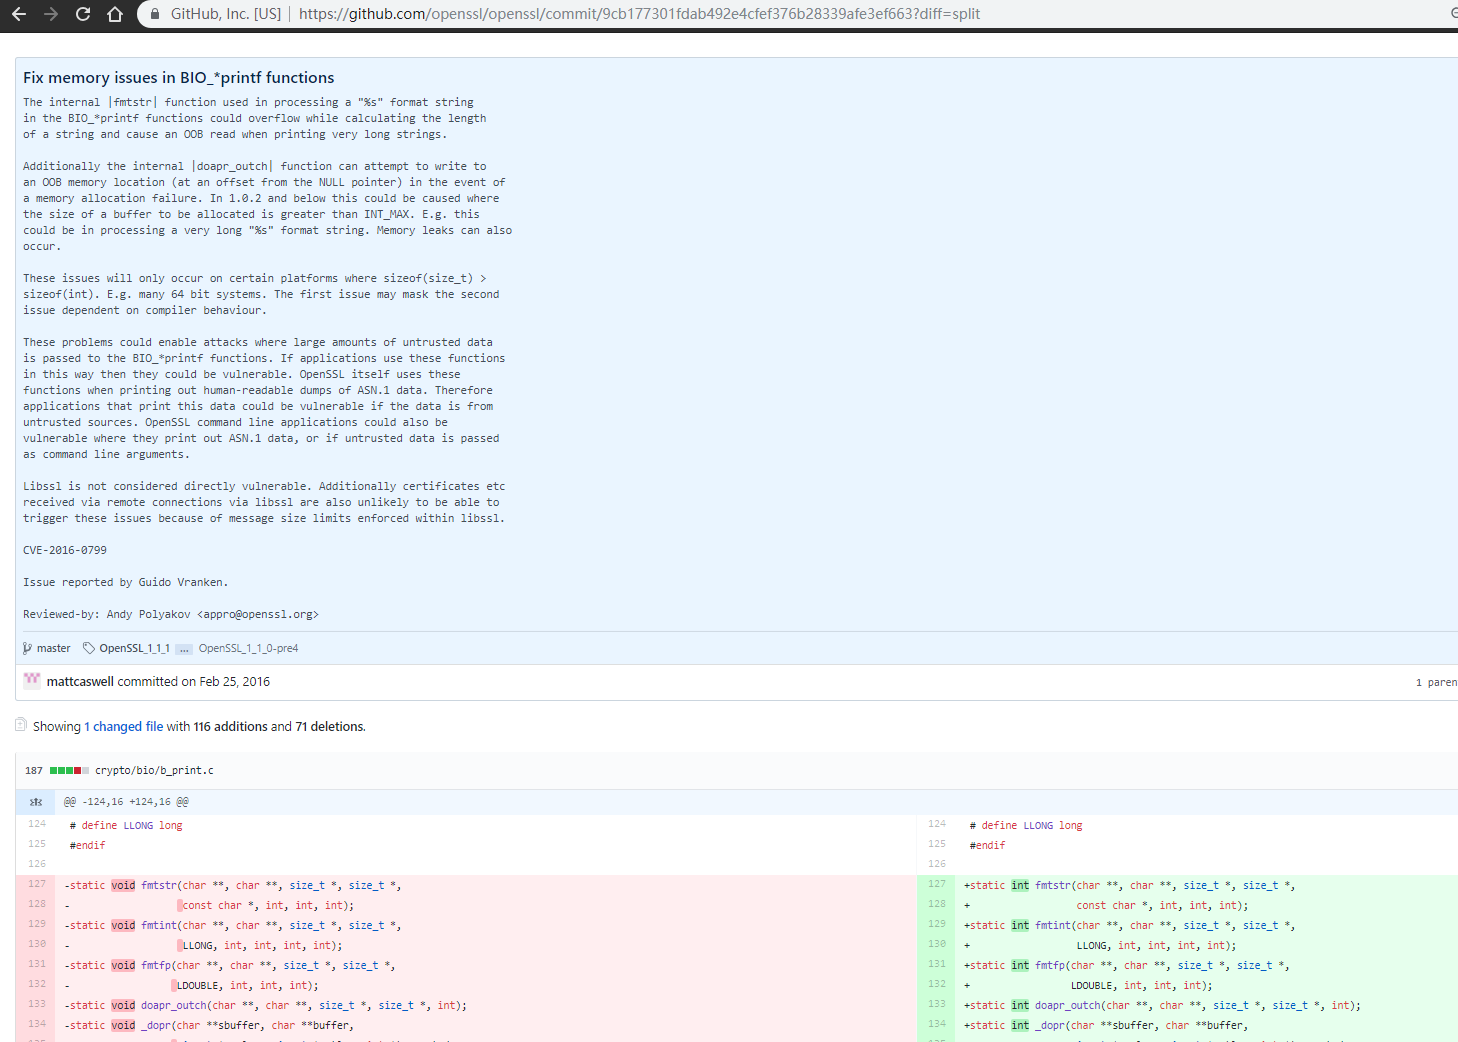 GitHub, Inc. [US] | https://github.com/openssl/openssl/commit/9cb177301fdab492e4cfef376b28339afe3ef663?diff=split
Fix memory issues in BIO_*printf functions
The internal |fmtstr| function used in processing a "%s" format string
in the BIO_*printf functions could overflow while calculating the length
of a string and cause an OOB read when printing very long strings.
Additionally the internal |doapr_outch| function can attempt to write to
an OOB memory location (at an offset from the NULL pointer) in the event of
a memory allocation failure. In 1.0.2 and below this could be caused where
the size of a buffer to be allocated is greater than INT_MAX. E.g. this
could be in processing a very long "%s" format string. Memory leaks can also
occur.
These issues will only occur on certain platforms where sizeof(size_t) >
sizeof(int). E.g. many 64 bit systems. The first issue may mask the second
issue dependent on compiler behaviour.
These problems could enable attacks where large amounts of untrusted data
is passed to the BIO_*printf functions. If applications use these functions
in this way then they could be vulnerable. OpenSSL itself uses these
functions when printing out human-readable dumps of ASN.1 data. Therefore
applications that print this data could be vulnerable if the data is from
untrusted sources. OpenSSL command line applications could also be
vulnerable where they print out ASN.1 data, or if untrusted data is passed
as command line arguments.
Libssl is not considered directly vulnerable. Additionally certificates etc
received via remote connections via libssl are also unlikely to be able to
trigger these issues because of message size limits enforced within libssl.
CVE-2016-0799
Issue reported by Guido Vranken.
Reviewed-by: Andy Polyakov <appro@openssl.org>
master OpenSSL_1_1_1 ... OpenSSL_1_1_0-pre4
mattcaswell committed on Feb 25, 2016 1 paren
Showing 1 changed file with 116 additions and 71 deletions.
187 crypto/bio/b_print.c
@@ -124,16 +124,16 @@
124 # define LLONG long 124 # define LLONG long
125 #endif 125 #endif
126 126
127 -static void fmtstr(char **, char **, size_t *, size_t *, 127 +static int fmtstr(char **, char **, size_t *, size_t *,
128 - const char *, int, int, int); 128 + const char *, int, int, int);
129 -static void fmtint(char **, char **, size_t *, size_t *, 129 +static int fmtint(char **, char **, size_t *, size_t *,
130 - LLONG, int, int, int, int); 130 + LLONG, int, int, int, int);
131 -static void fmtfp(char **, char **, size_t *, size_t *, 131 +static int fmtfp(char **, char **, size_t *, size_t *,
132 - LDOUBLE, int, int, int); 132 + LDOUBLE, int, int, int);
133 -static void doapr_outch(char **, char **, size_t *, size_t *, int); 133 +static int doapr_outch(char **, char **, size_t *, size_t *, int);
134 -static void _dopr(char **sbuffer, char **buffer, 134 +static int _dopr(char **sbuffer, char **buffer,